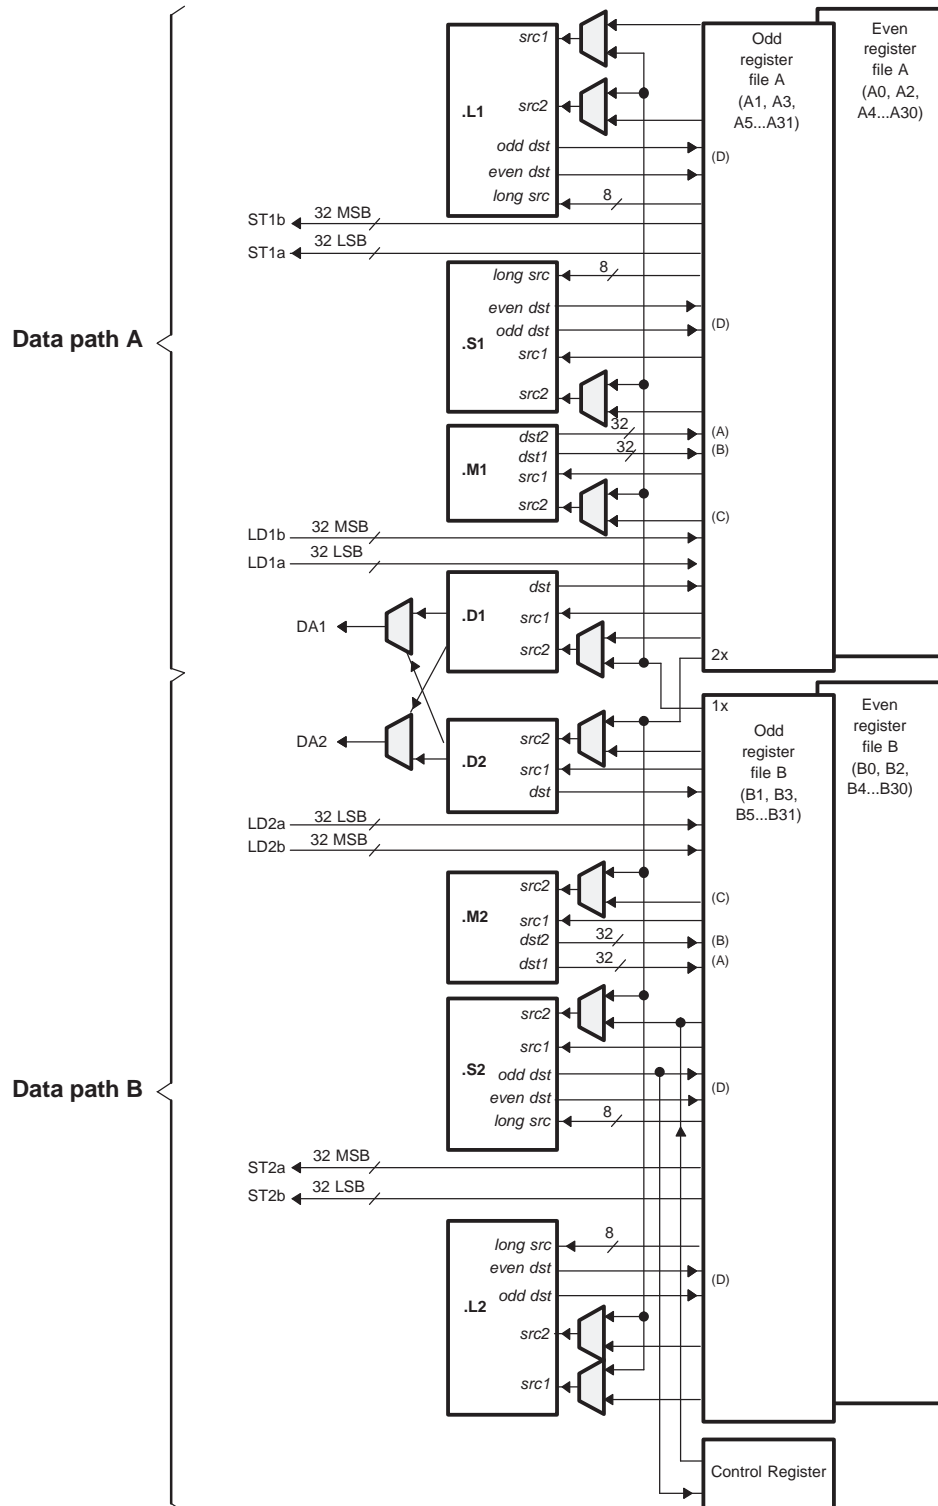 src1
Odd
register
file A
(A1, A3,
A5...A31)
Even
register
file A
(A0, A2,
A4...A30)
.L1
src2
odd dst
(D)
even dst
long src
8
ST1b
32 MSB
ST1a
32 LSB
long src
8
even dst
odd dst
(D)
Data path A
.S1
src1
src2
dst2
32
(A)
dst1
32
(B)
.M1
src1
src2
(C)
LD1b
32 MSB
LD1a
32 LSB
dst
.D1
src1
DA1
src2
2x
1x
Odd
register
file B
(B1, B3,
B5...B31)
Even
register
file B
(B0, B2,
B4...B30)
DA2
src2
.D2
src1
dst
LD2a
32 LSB
LD2b
32 MSB
src2
(C)
.M2
src1
dst2
32
(B)
dst1
32
(A)
src2
src1
.S2
odd dst
(D)
Data path B
even dst
long src
8
ST2a
32 MSB
ST2b
32 LSB
long src
8
even dst
(D)
odd dst
.L2
src2
src1
Control Register